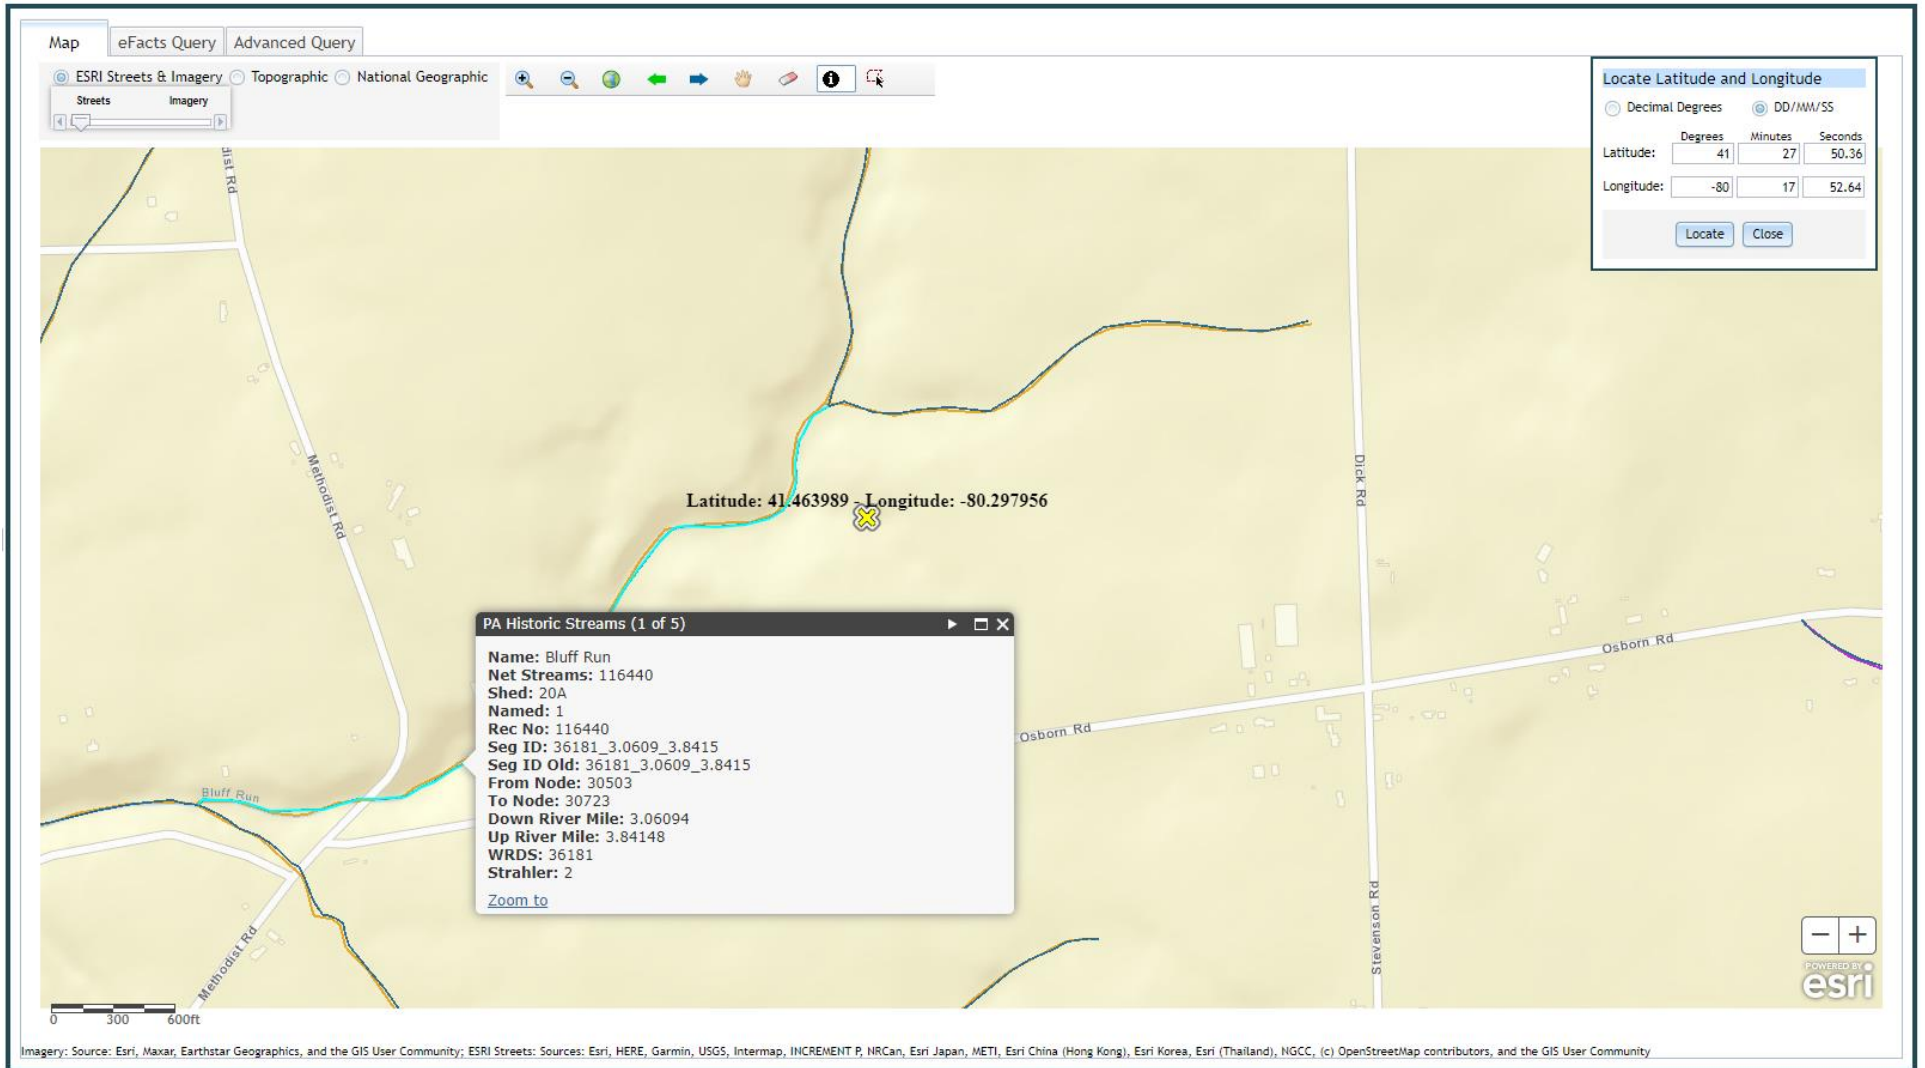 Map eFacts Query Advanced Query
ESRI Streets & Imagery Topographic National Geographic
Streets Imagery
Locate Latitude and Longitude
Decimal Degrees DD/MM/SS
Degrees Minutes Seconds
Latitude: 41 27 50.36
Longitude: -80 17 52.64
Locate Close
dist Rd
Methodist Rd
Dick Rd
Latitude: 41.463989 - Longitude: -80.297956
PA Historic Streams (1 of 5)
Name: Bluff Run
Net Streams: 116440
Shed: 20A
Named: 1
Rec No: 116440
Seg ID: 36181_3.0609_3.8415
Seg ID Old: 36181_3.0609_3.8415
From Node: 30503
To Node: 30723
Down River Mile: 3.06094
Up River Mile: 3.84148
WRDS: 36181
Strahler: 2
Zoom to
Osborn Rd
Osborn Rd
Bluff Run
Methodist Rd
Stevenson Rd
POWERED BY
esri
0 300 600ft
Imagery: Source: Esri, Maxar, Earthstar Geographics, and the GIS User Community; ESRI Streets: Sources: Esri, HERE, Garmin, USGS, Intermap, INCREMENT P, NRCan, Esri Japan, METI, Esri China (Hong Kong), Esri Korea, Esri (Thailand), NGCC, (c) OpenStreetMap contributors, and the GIS User Community